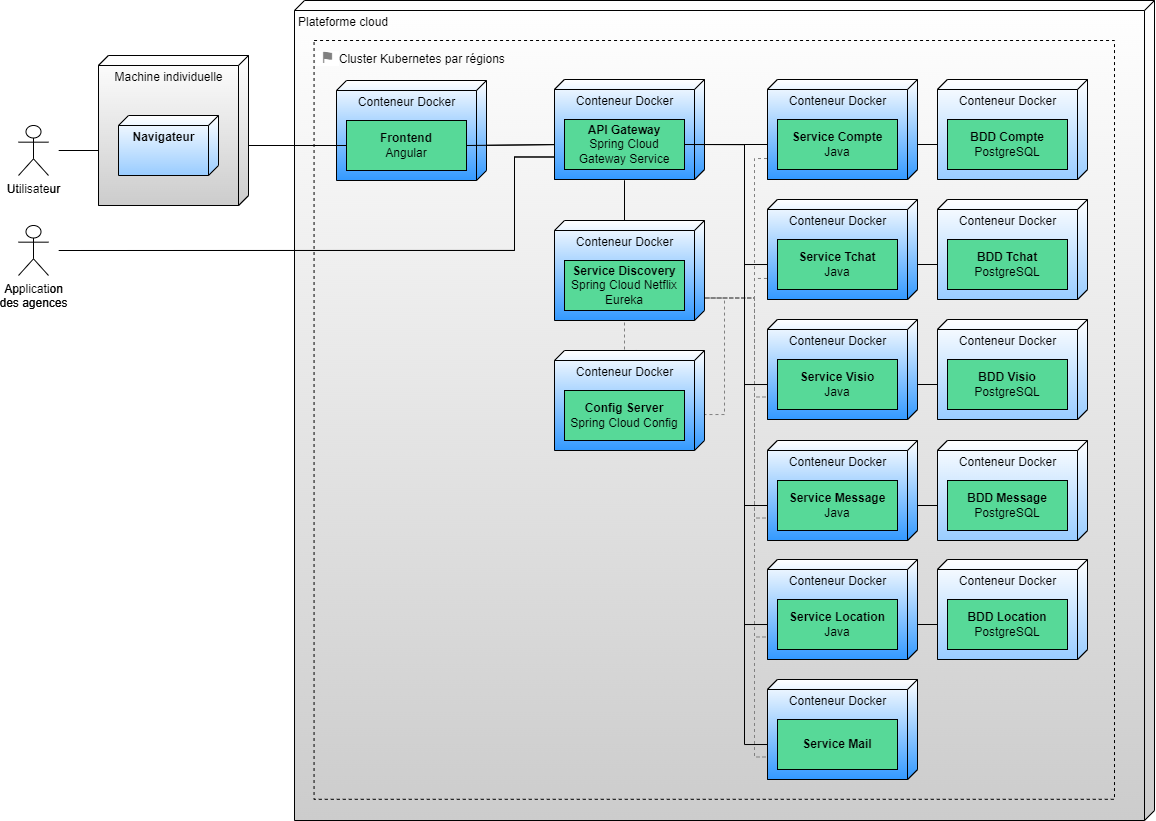 Plateforme cloud
Cluster Kubernetes par régions
Machine individuelle
Navigateur
Utilisateur
Application
des agences
Conteneur Docker
Frontend
Angular
Conteneur Docker
API Gateway
Spring Cloud
Gateway Service
Conteneur Docker
Service Discovery
Spring Cloud Netflix
Eureka
Conteneur Docker
Config Server
Spring Cloud Config
Conteneur Docker
Service Compte
Java
Conteneur Docker
BDD Compte
PostgreSQL
Conteneur Docker
Service Tchat
Java
Conteneur Docker
BDD Tchat
PostgreSQL
Conteneur Docker
Service Visio
Java
Conteneur Docker
BDD Visio
PostgreSQL
Conteneur Docker
Service Message
Java
Conteneur Docker
BDD Message
PostgreSQL
Conteneur Docker
Service Location
Java
Conteneur Docker
BDD Location
PostgreSQL
Conteneur Docker
Service Mail